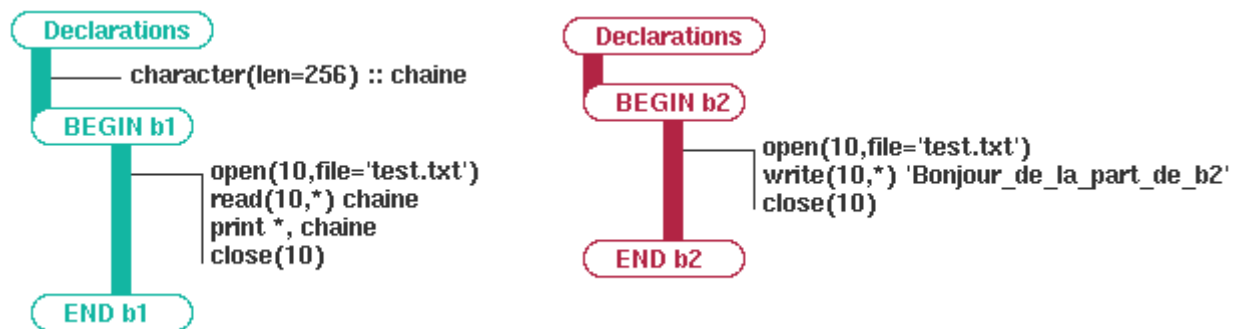 Declarations
character(len=256) :: chaine
BEGIN b1
open(10,file='test.txt')
read(10,*) chaine
print *, chaine
close(10)
END b1
Declarations
BEGIN b2
open(10,file='test.txt')
write(10,*) 'Bonjour_de_la_part_de_b2'
close(10)
END b2